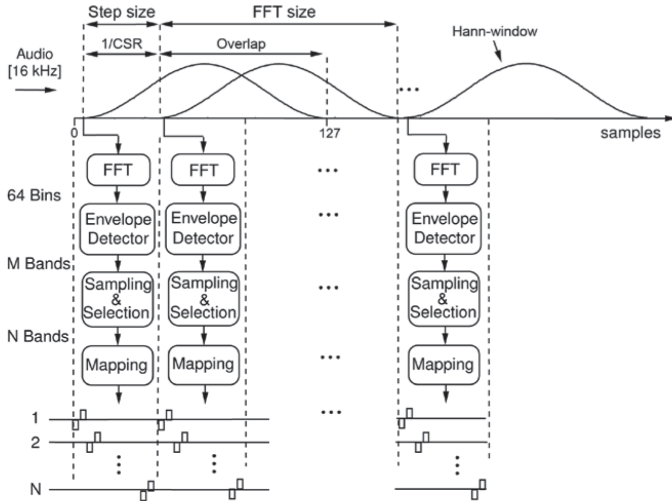 Step size
FFT size
1/CSR
Overlap
Hann-window
Audio
[16 kHz]
...
0
127
samples
FFT
FFT
...
FFT
64 Bins
Envelope
Detector
Envelope
Detector
...
Envelope
Detector
M Bands
Sampling
&
Selection
Sampling
&
Selection
...
Sampling
&
Selection
N Bands
Mapping
Mapping
...
Mapping
1
...
2
N